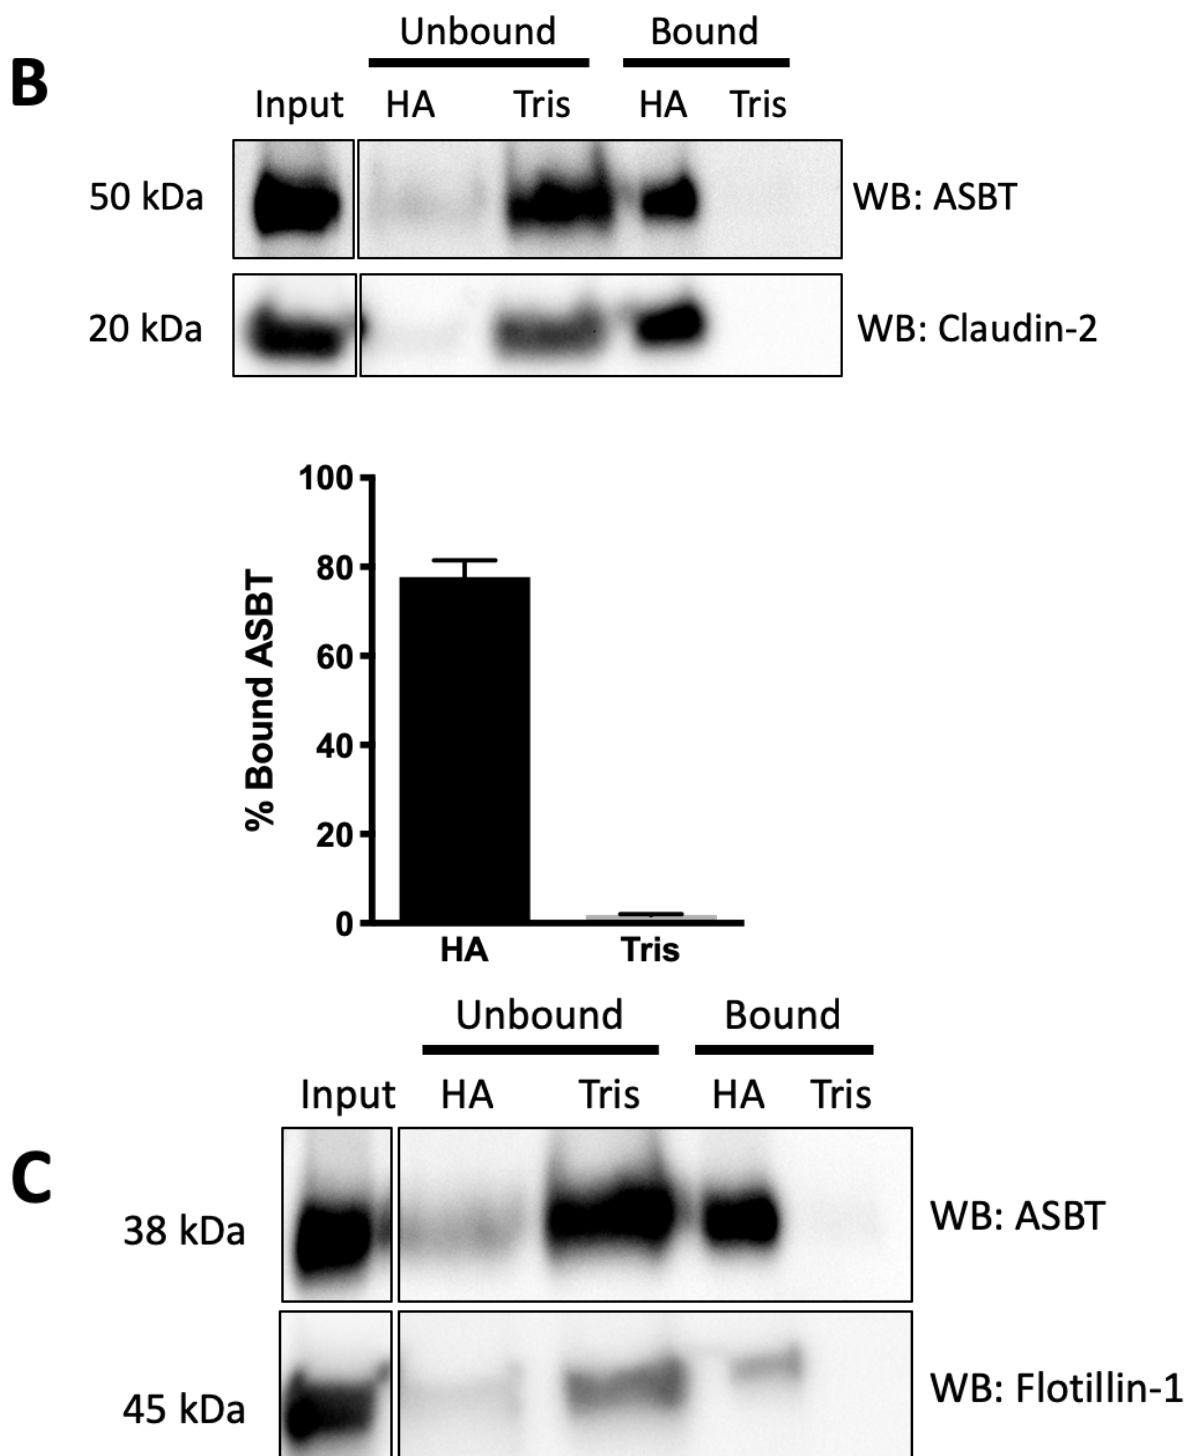 B
Unbound Bound
Input HA Tris HA Tris
50 kDa WB: ASBT
20 kDa WB: Claudin-2
100
80
60
40
20
0
% Bound ASBT
HA Tris
Unbound Bound
Input HA Tris HA Tris
C
38 kDa WB: ASBT
45 kDa WB: Flotillin-1